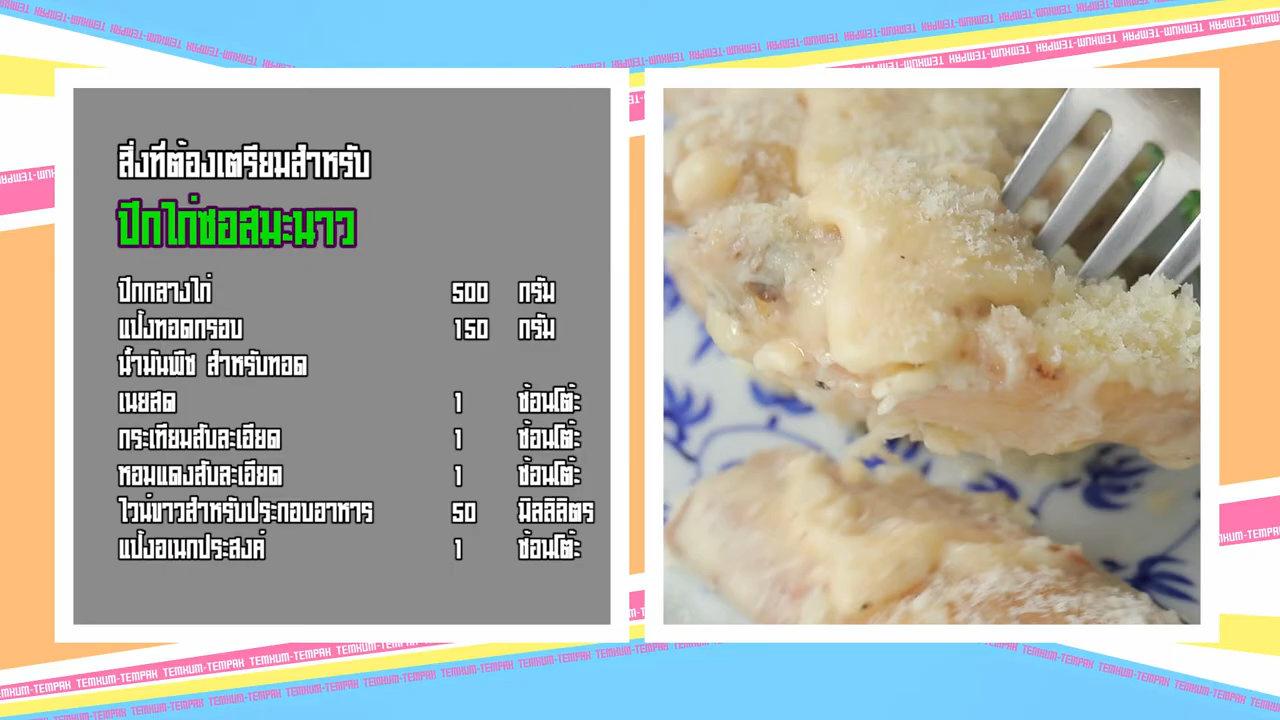 สิ่งที่ต้องเตรียมสำหรับ
ปีกไก่ซอสมะนาว
ปีกกลางไก่ 500 กรัม
แป้งทอดกรอบ 150 กรัม
น้ำมันพืช สำหรับทอด
เนยสด 1 ช้อนโต๊ะ
กระเทียมสับละเอียด 1 ช้อนโต๊ะ
หอมแดงสับละเอียด 1 ช้อนโต๊ะ
ไวน์ขาวสำหรับประกอบอาหาร 50 มิลลิลิตร
แป้งอเนกประสงค์ 1 ช้อนโต๊ะ
TEMHUM-TEMPAK TEMHUM-TEMPAK TEMHUM-TEMPAK TEMHUM-TEMPAK